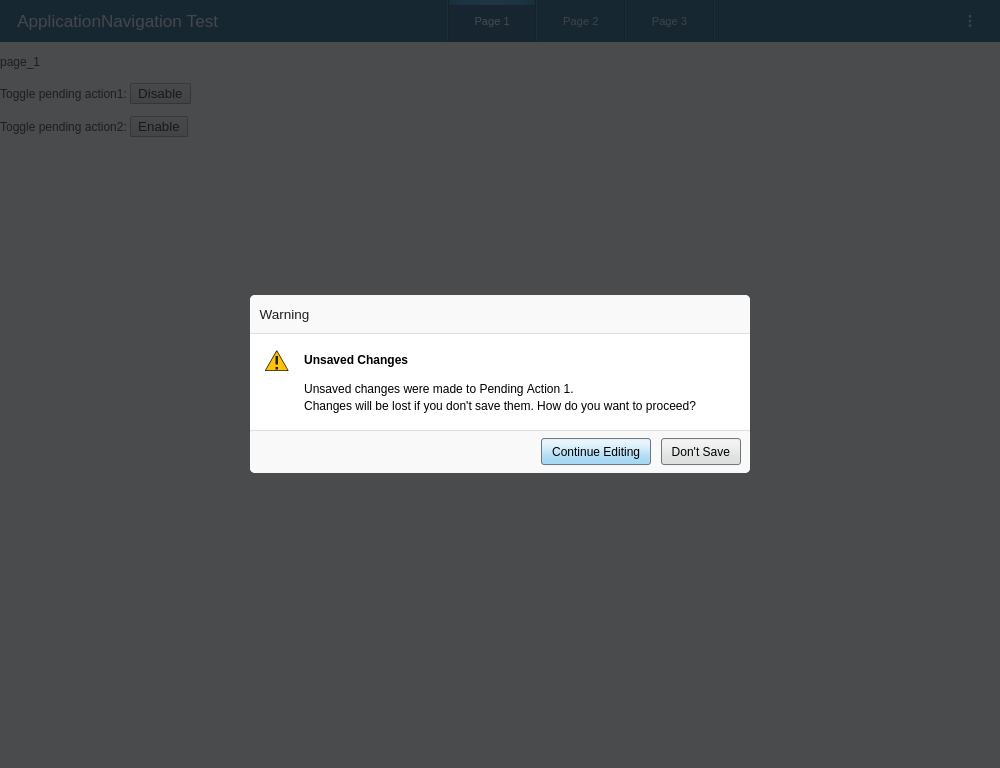 ApplicationNavigation Test
Page 1
Page 2
Page 3
page_1
Toggle pending action1: Disable
Toggle pending action2: Enable
Warning
Unsaved Changes
Unsaved changes were made to Pending Action 1.
Changes will be lost if you don't save them. How do you want to proceed?
Continue Editing
Don't Save